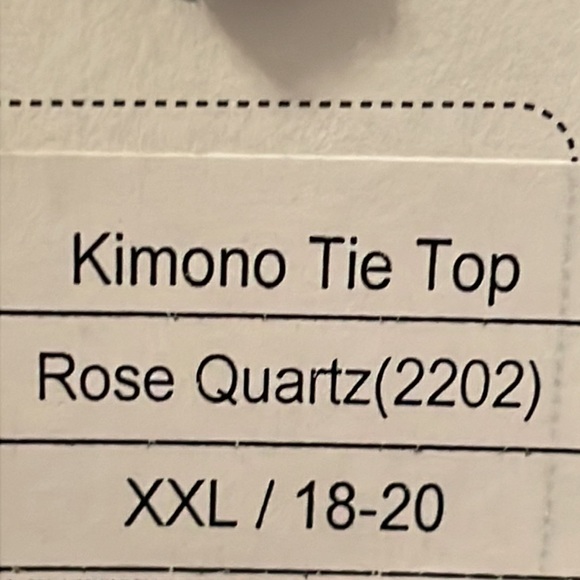 Kimono Tie Top
Rose Quartz(2202)
XXL / 18-20